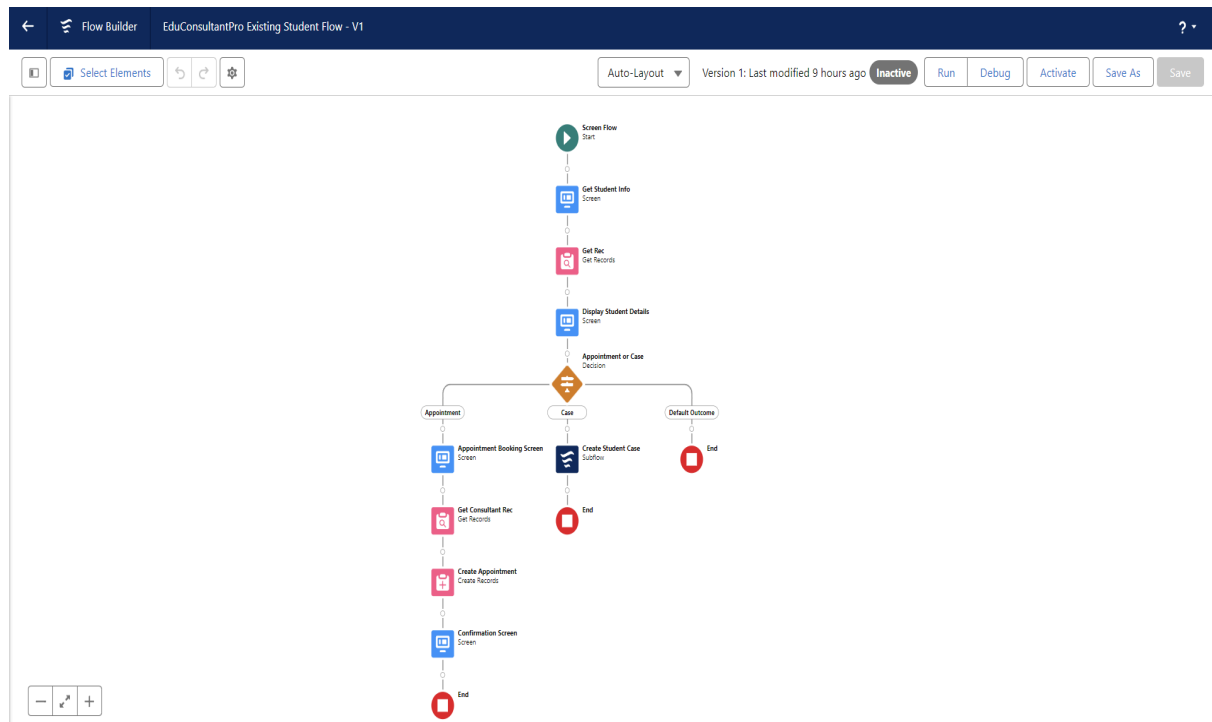 Flow Builder EduConsultantPro Existing Student Flow - V1 ?
Select Elements Auto-Layout Version 1: Last modified 9 hours ago Inactive Run Debug Activate Save As Save
Screen Flow
Start
Get Student Info
Screen
Get Rec
Get Records
Display Student Details
Screen
Appointment or Case
Decision
Appointment Case Default Outcome
Appointment Booking Screen
Screen
Create Student Case
Subflow
End
Get Consultant Rec
Get Records
End
Create Appointment
Create Records
Confirmation Screen
Screen
End